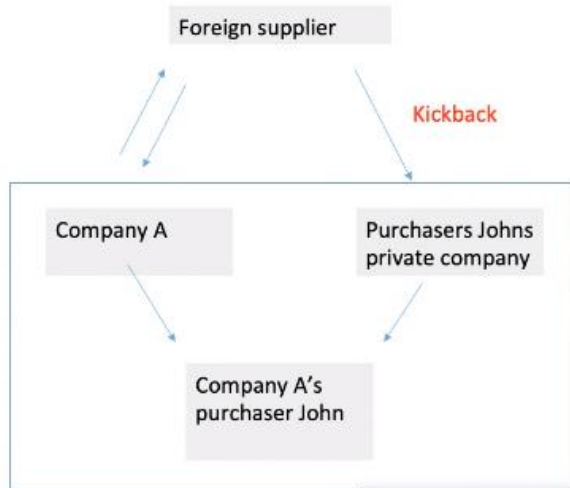 Foreign supplier
Kickback
Company A
Purchasers Johns
private company
Company A’s
purchaser John